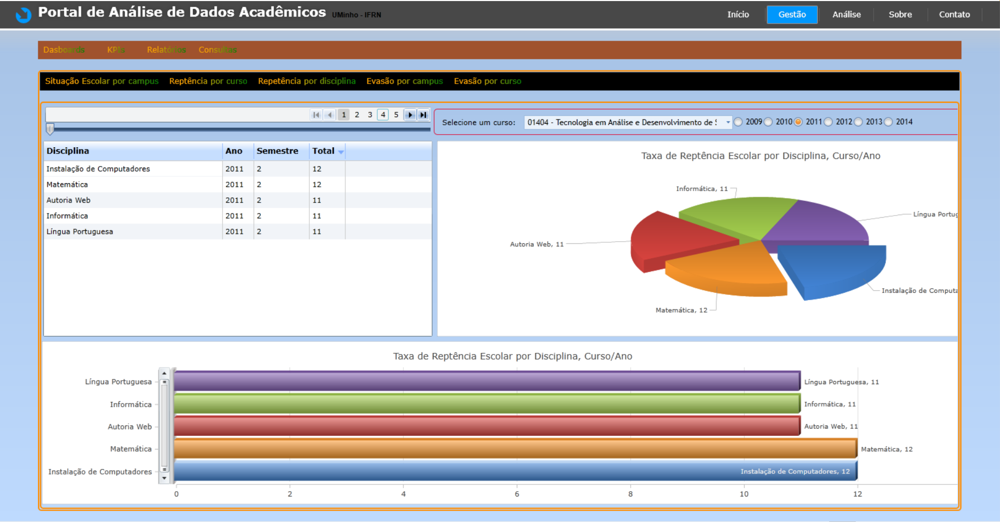 Portal de Análise de Dados Acadêmicos UMinho - IFRN
Início Gestão Análise Sobre Contato
Dasboards KPIs Relatórios Consultas
Situação Escolar por campus Reptência por curso Repetência por disciplina Evasão por campus Evasão por curso
1 2 3 4 5
Selecione um curso: 01404 - Tecnologia em Análise e Desenvolvimento de 2009 2010 2011 2012 2013 2014
Disciplina Ano Semestre Total
Instalação de Computadores 2011 2 12
Matemática 2011 2 12
Autoria Web 2011 2 11
Informática 2011 2 11
Língua Portuguesa 2011 2 11
Taxa de Reptência Escolar por Disciplina, Curso/Ano
Informática, 11
Língua Portug
Autoria Web, 11
Instalação de Computa
Matemática, 12
Taxa de Reptência Escolar por Disciplina, Curso/Ano
Língua Portuguesa Língua Portuguesa, 11
Informática Informática, 11
Autoria Web Autoria Web, 11
Matemática Matemática, 12
Instalação de Computadores Instalação de Computadores, 12
0 2 4 6 8 10 12